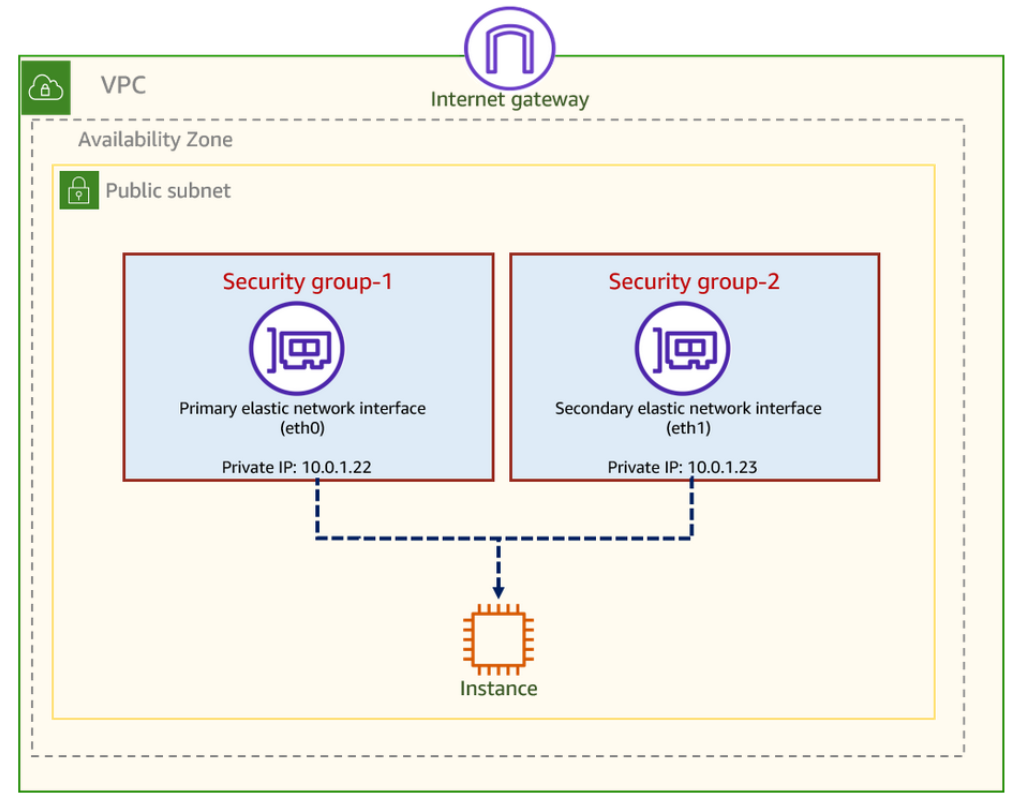 Internet gateway
VPC
Availability Zone
Public subnet
Security group-1
Primary elastic network interface
(eth0)
Private IP: 10.0.1.22
Security group-2
Secondary elastic network interface
(eth1)
Private IP: 10.0.1.23
Instance